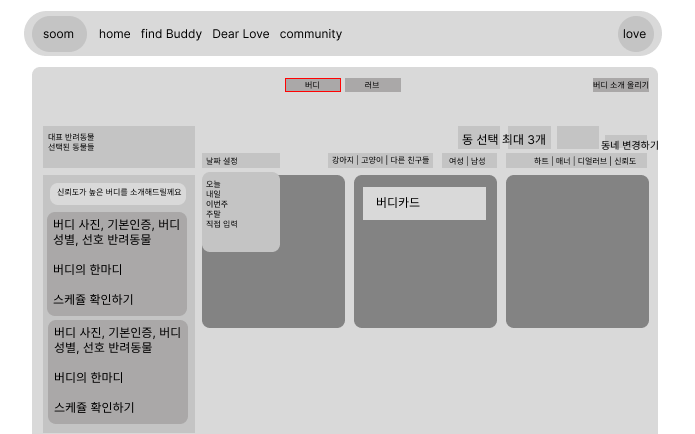 soom home find Buddy Dear Love community love
버디 러브 버디 소개 올리기
대표 반려동물
선택된 동물들
동 선택 최대 3개
동네 변경하기
날짜 설정
강아지 | 고양이 | 다른 친구들
여성 | 남성
하트 | 매너 | 디얼러브 | 신뢰도
오늘
내일
이번주
주말
직접 입력
버디카드
신뢰도가 높은 버디를 소개해드릴께요
버디 사진, 기본인증, 버디
성별, 선호 반려동물
버디의 한마디
스케쥴 확인하기
버디 사진, 기본인증, 버디
성별, 선호 반려동물
버디의 한마디
스케쥴 확인하기